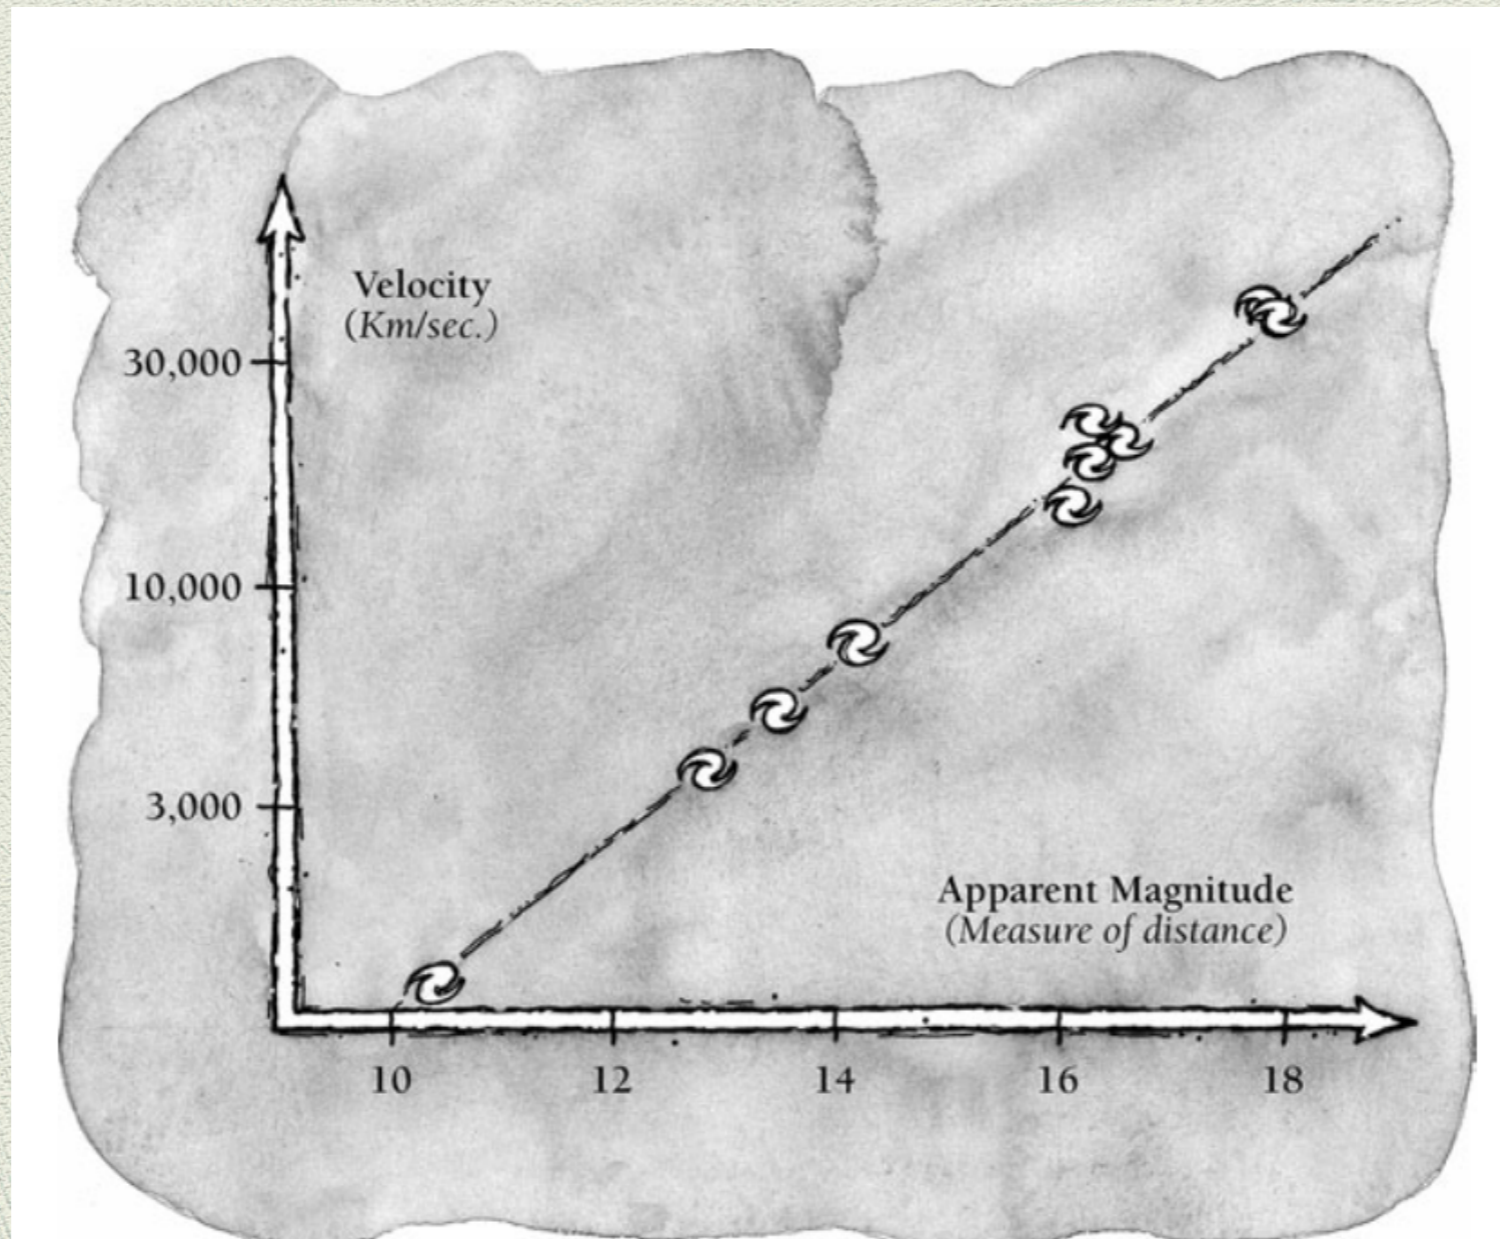 Velocity
(Km/sec.)
30,000
10,000
3,000
Apparent Magnitude
(Measure of distance)
10 12 14 16 18